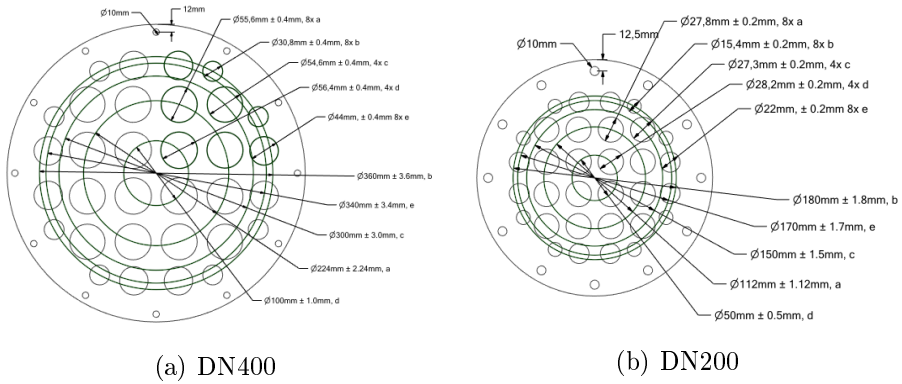 Ø10mm
12mm
Ø55,6mm ± 0.4mm, 8x a
Ø30,8mm ± 0.4mm, 8x b
Ø54,6mm ± 0.4mm, 4x c
Ø56,4mm ± 0.4mm, 4x d
Ø44mm, ± 0.4mm 8x e
Ø360mm ± 3.6mm, b
Ø340mm ± 3.4mm, e
Ø300mm ± 3.0mm, c
Ø224mm ± 2.24mm, a
Ø100mm ± 1.0mm, d
(a) DN400
Ø10mm
12,5mm
Ø27,8mm ± 0.2mm, 8x a
Ø15,4mm ± 0.2mm, 8x b
Ø27,3mm ± 0.2mm, 4x c
Ø28,2mm ± 0.2mm, 4x d
Ø22mm, ± 0.2mm 8x e
Ø180mm ± 1.8mm, b
Ø170mm ± 1.7mm, e
Ø150mm ± 1.5mm, c
Ø112mm ± 1.12mm, a
Ø50mm ± 0.5mm, d
(b) DN200